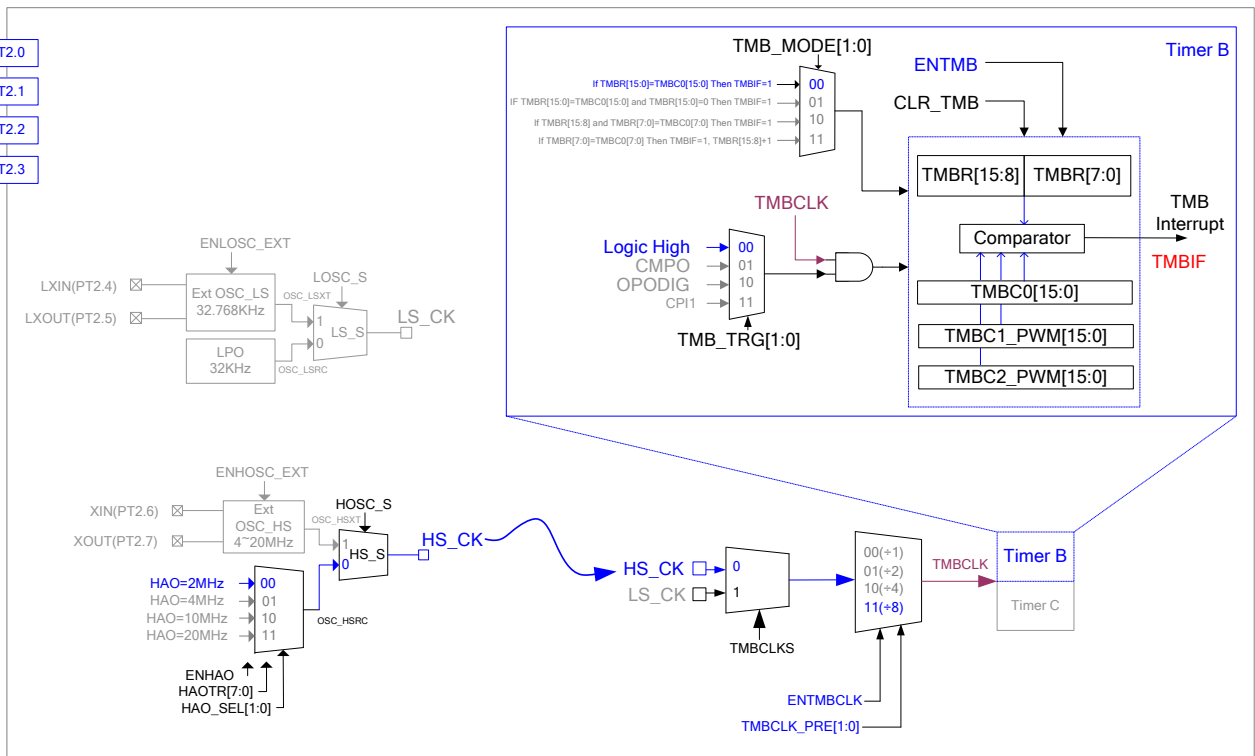 T2.0
T2.1
T2.2
T2.3
Timer B
TMB_MODE[1:0]
If TMBR[15:0]=TMBC0[15:0] Then TMBIF=1
00
IF TMBR[15:0]=TMBC0[15:0] and TMBR[15:0]=0 Then TMBIF=1
01
If TMBR[15:8] and TMBR[7:0]=TMBC0[7:0] Then TMBIF=1
10
If TMBR[7:0]=TMBC0[7:0] Then TMBIF=1, TMBR[15:8]+1
11
ENTMB
CLR_TMB
TMBR[15:8]
TMBR[7:0]
Comparator
TMB
Interrupt
TMBIF
TMBC0[15:0]
TMBC1_PWM[15:0]
TMBC2_PWM[15:0]
TMBCLK
Logic High
00
CMPO
01
OPODIG
10
CPI1
11
TMB_TRG[1:0]
ENLOSC_EXT
LXIN(PT2.4)
LXOUT(PT2.5)
Ext OSC_LS
32.768KHz
LPO
32KHz
OSC_LSXT
OSC_LSRC
LOSC_S
1
LS_S
0
LS_CK
ENHOSC_EXT
XIN(PT2.6)
XOUT(PT2.7)
Ext
OSC_HS
4~20MHz
OSC_HSXT
HOSC_S
1
HS_S
0
HS_CK
HAO=2MHz
00
HAO=4MHz
01
HAO=10MHz
10
HAO=20MHz
11
OSC_HSRC
ENHAO
HAOTR[7:0]
HAO_SEL[1:0]
HS_CK
0
LS_CK
1
TMBCLKS
00(÷1)
01(÷2)
10(÷4)
11(÷8)
ENTMBCLK
TMBCLK_PRE[1:0]
TMBCLK
Timer B
Timer C